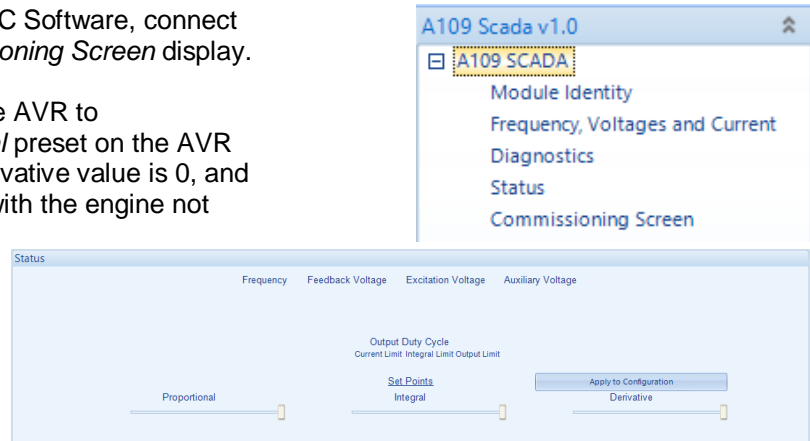 C Software, connect
oning Screen display.
e AVR to
l preset on the AVR
vative value is 0, and
with the engine not
A109 Scada v1.0
A109 SCADA
Module Identity
Frequency, Voltages and Current
Diagnostics
Status
Commissioning Screen
Status
Frequency Feedback Voltage Excitation Voltage Auxiliary Voltage
Output Duty Cycle
Current Limit Integral Limit Output Limit
Set Points Apply to Configuration
Proportional Integral Derivative